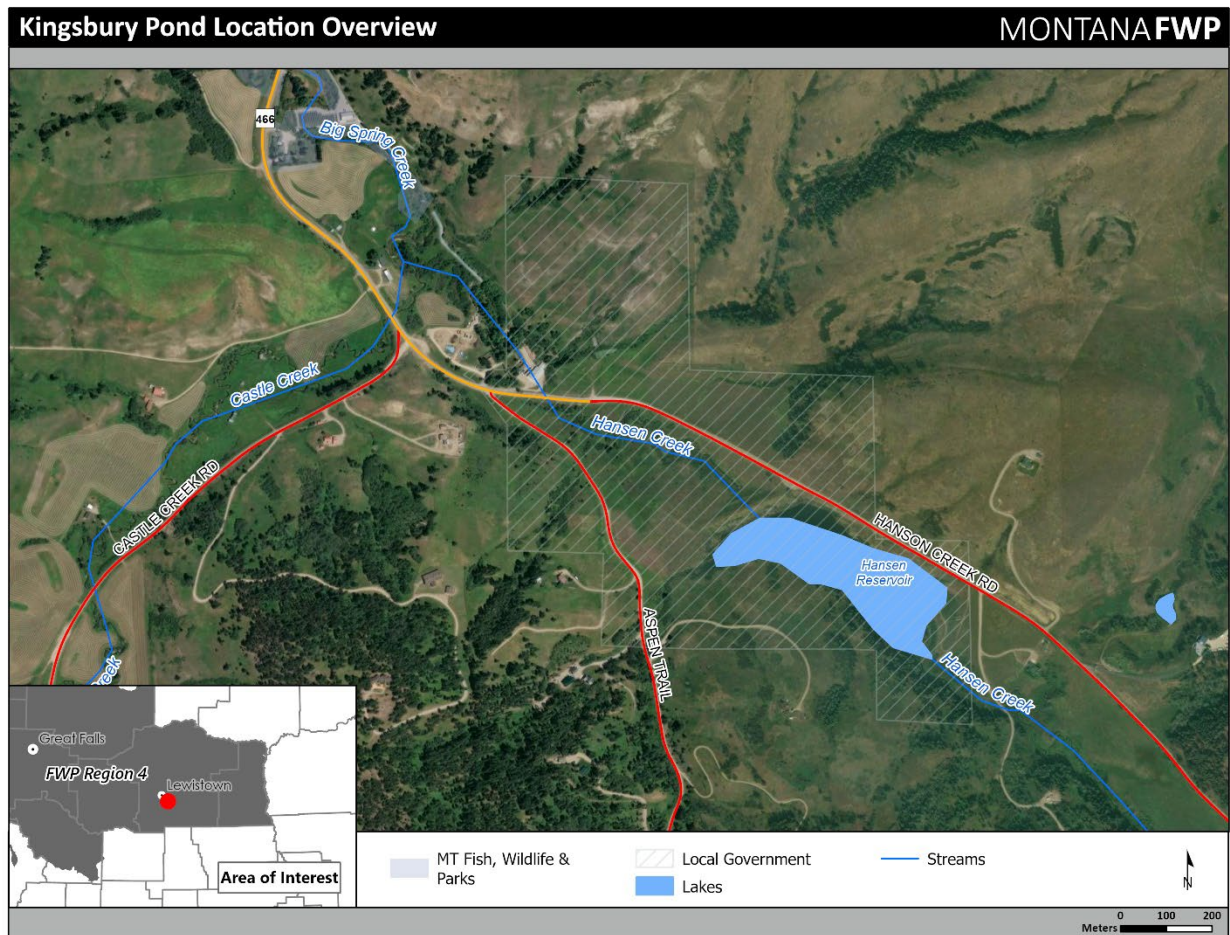 Kingsbury Pond Location Overview
MONTANA FWP
466
Big Spring Creek
Castle Creek
CASTLE CREEK RD
Hansen Creek
HANSON CREEK RD
Hansen
Reservoir
ASPEN TRAIL
Hansen Creek
Creek
Great Falls
FWP Region 4
Lewistown
Area of Interest
MT Fish, Wildlife &
Parks
Local Government
Lakes
Streams
N
0 100 200
Meters